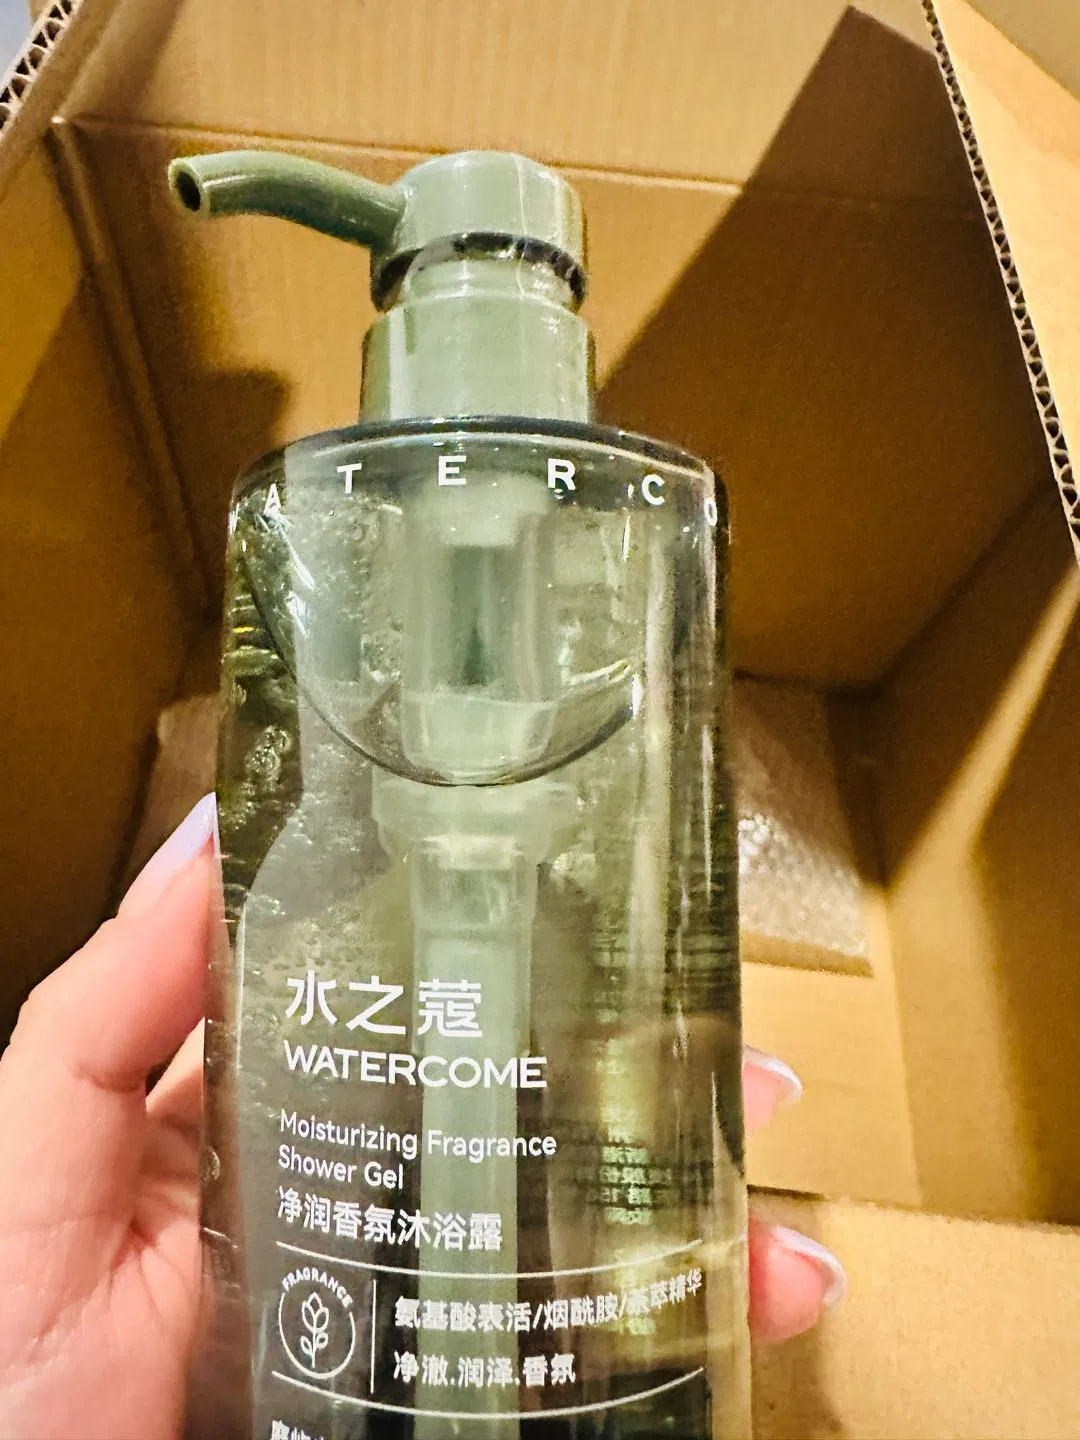 WATERCO
水之蔻
WATERCOME
Moisturizing Fragrance
Shower Gel
净润香氛沐浴露
FRAGRANCE
氨基酸表活/烟酰胺/茶萃精华
净澈.润泽.香氛